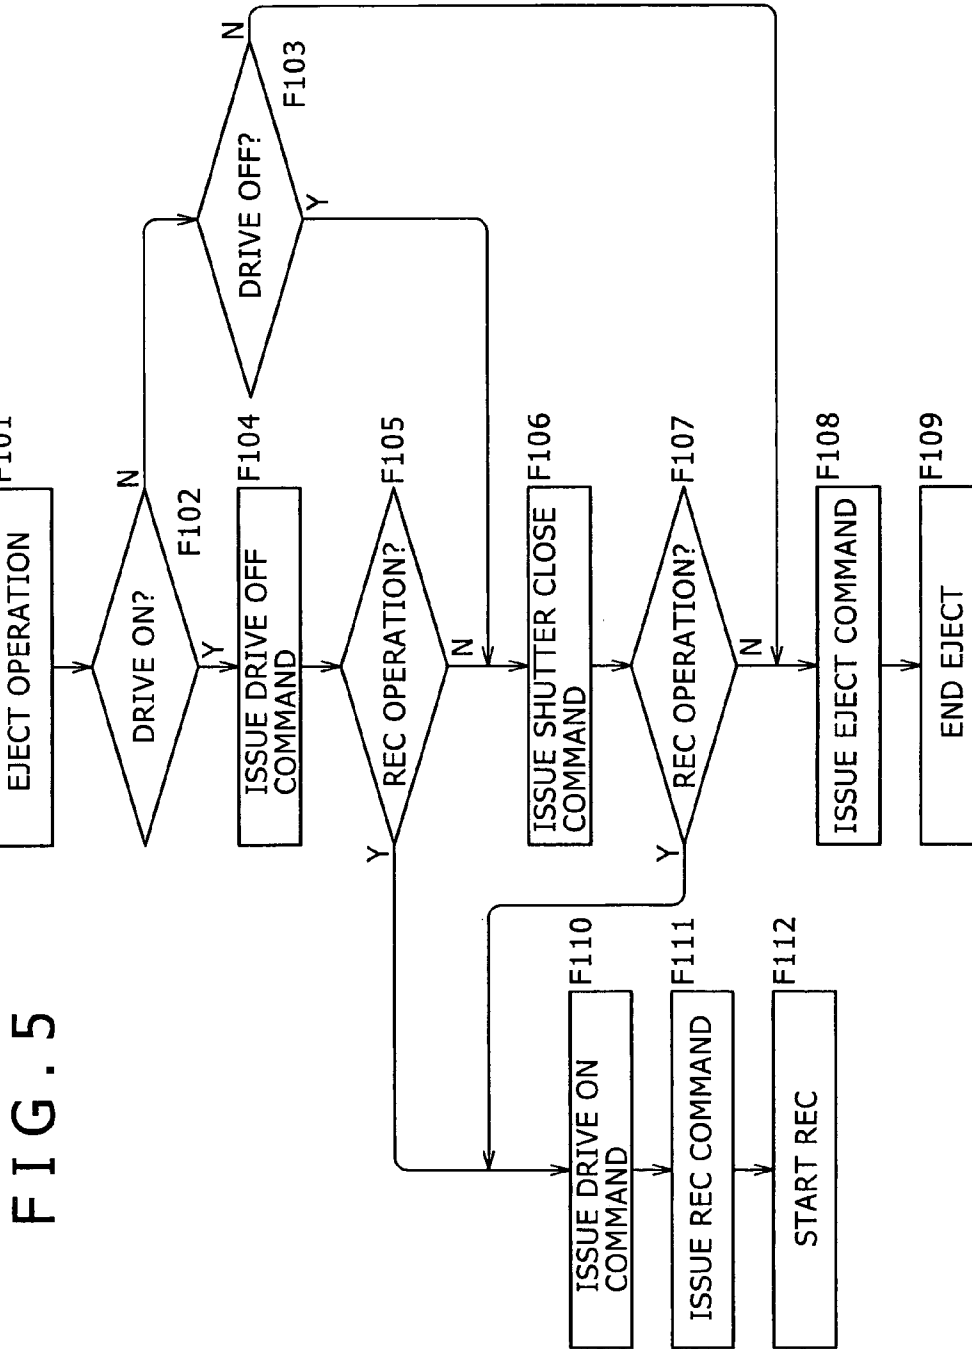 FIG.5
EJECT OPERATION
F101
DRIVE ON?
F102
N
Y
DRIVE OFF?
F103
N
Y
ISSUE DRIVE OFF
COMMAND
F104
REC OPERATION?
F105
Y
N
ISSUE SHUTTER CLOSE
COMMAND
F106
REC OPERATION?
F107
Y
N
ISSUE EJECT COMMAND
F108
END EJECT
F109
ISSUE DRIVE ON
COMMAND
F110
ISSUE REC COMMAND
F111
START REC
F112